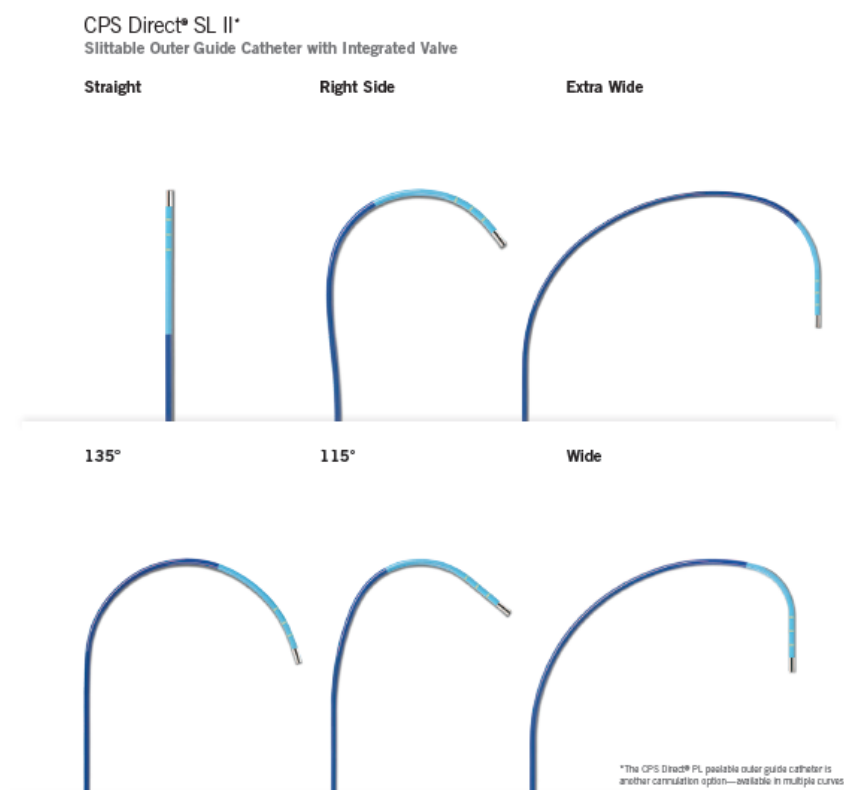 CPS Direct® SL II*
Slittable Outer Guide Catheter with Integrated Valve
Straight
Right Side
Extra Wide
135°
115°
Wide
*The CPS Direct® PL peelable outer guide catheter is
another cannulation option—available in multiple curves